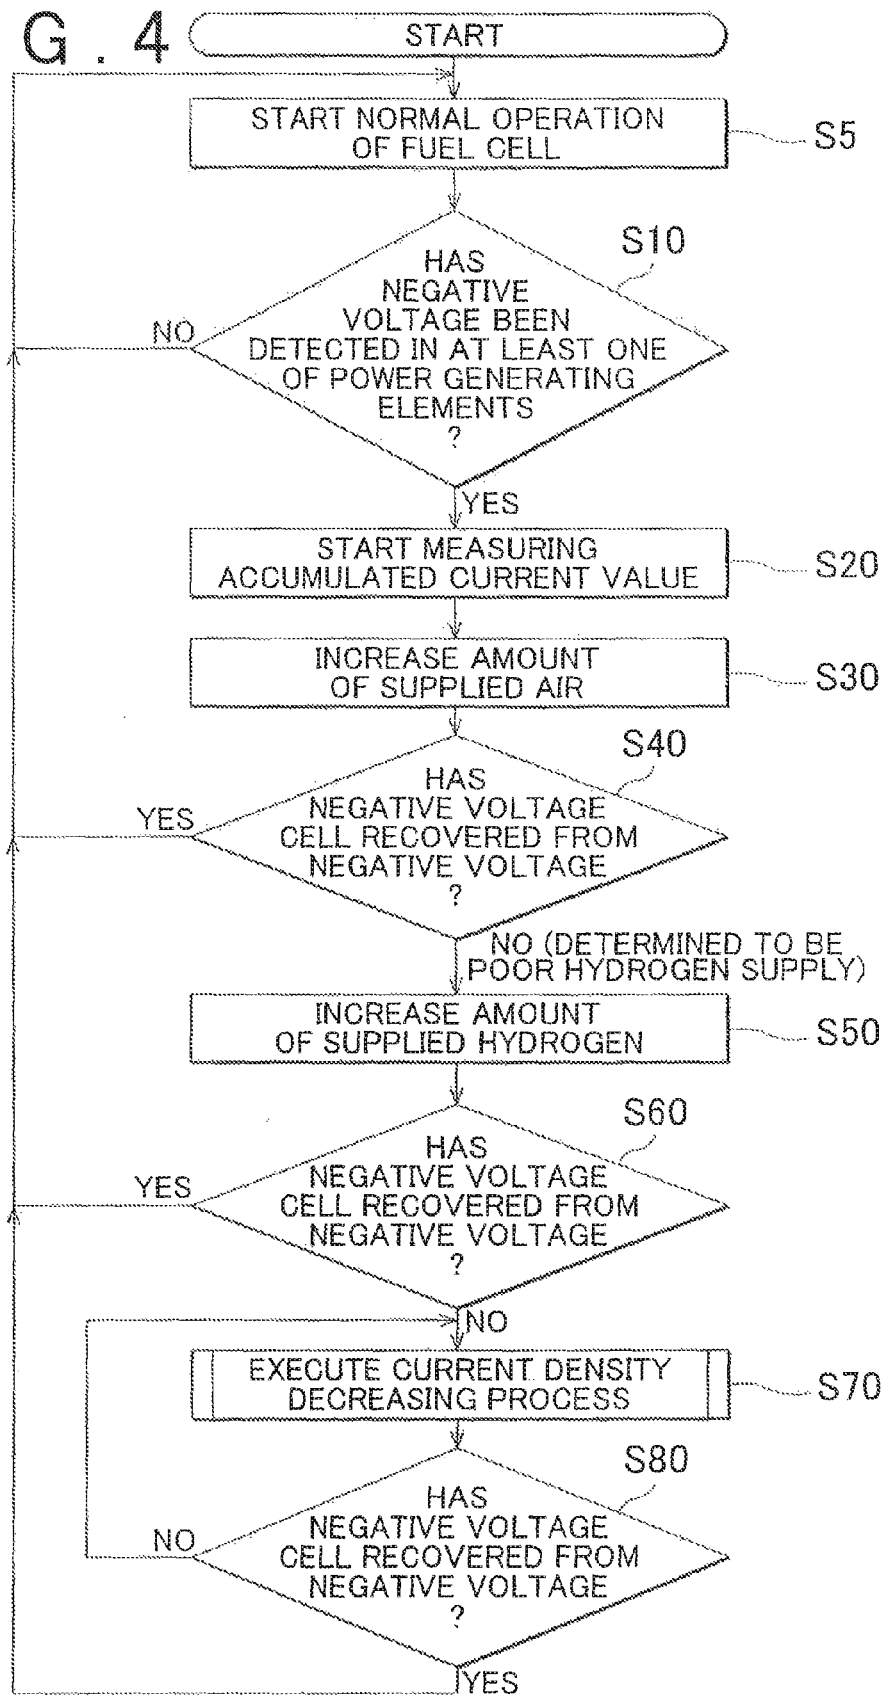 G. 4
START
START NORMAL OPERATION
OF FUEL CELL
S5
S10
HAS
NEGATIVE
VOLTAGE BEEN
DETECTED IN AT LEAST ONE
OF POWER GENERATING
ELEMENTS
?
NO
YES
START MEASURING
ACCUMULATED CURRENT VALUE
S20
INCREASE AMOUNT
OF SUPPLIED AIR
S30
S40
HAS
NEGATIVE VOLTAGE
CELL RECOVERED FROM
NEGATIVE VOLTAGE
?
YES
NO (DETERMINED TO BE
POOR HYDROGEN SUPPLY)
INCREASE AMOUNT
OF SUPPLIED HYDROGEN
S50
S60
HAS
NEGATIVE VOLTAGE
CELL RECOVERED FROM
NEGATIVE VOLTAGE
?
YES
NO
EXECUTE CURRENT DENSITY
DECREASING PROCESS
S70
S80
HAS
NEGATIVE VOLTAGE
CELL RECOVERED FROM
NEGATIVE VOLTAGE
?
NO
YES